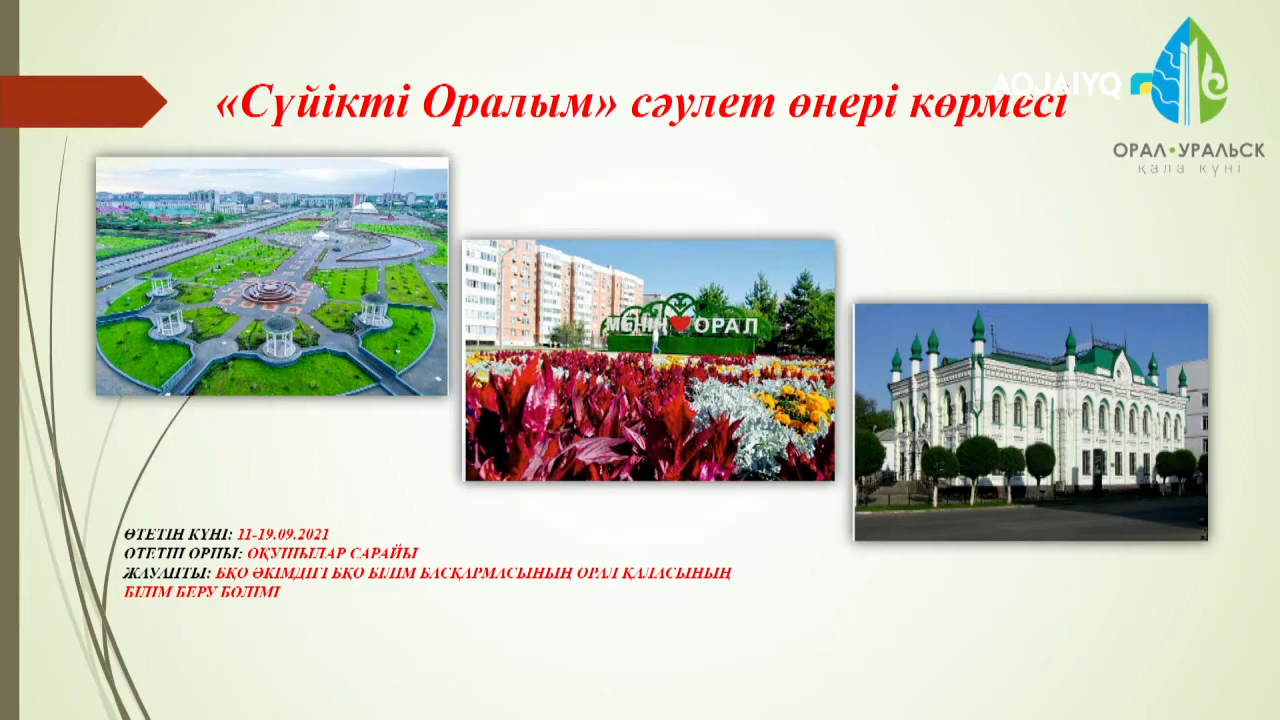 AQJAIYQ
«Сүйікті Оралым» сәулет өнері көрмесі
ОРАЛ•УРАЛЬСК
қала күні
МЕНІҢ ❤ ОРАЛ
ӨТЕТІН КҮНІ: 11-19.09.2021
ӨТЕТІН ОРНЫ: ОҚУШЫЛАР САРАЙЫ
ЖАУАПТЫ: БҚО ӘКІМДІГІ БҚО БІЛІМ БАСҚАРМАСЫНЫҢ ОРАЛ ҚАЛАСЫНЫҢ
БІЛІМ БЕРУ БӨЛІМІ